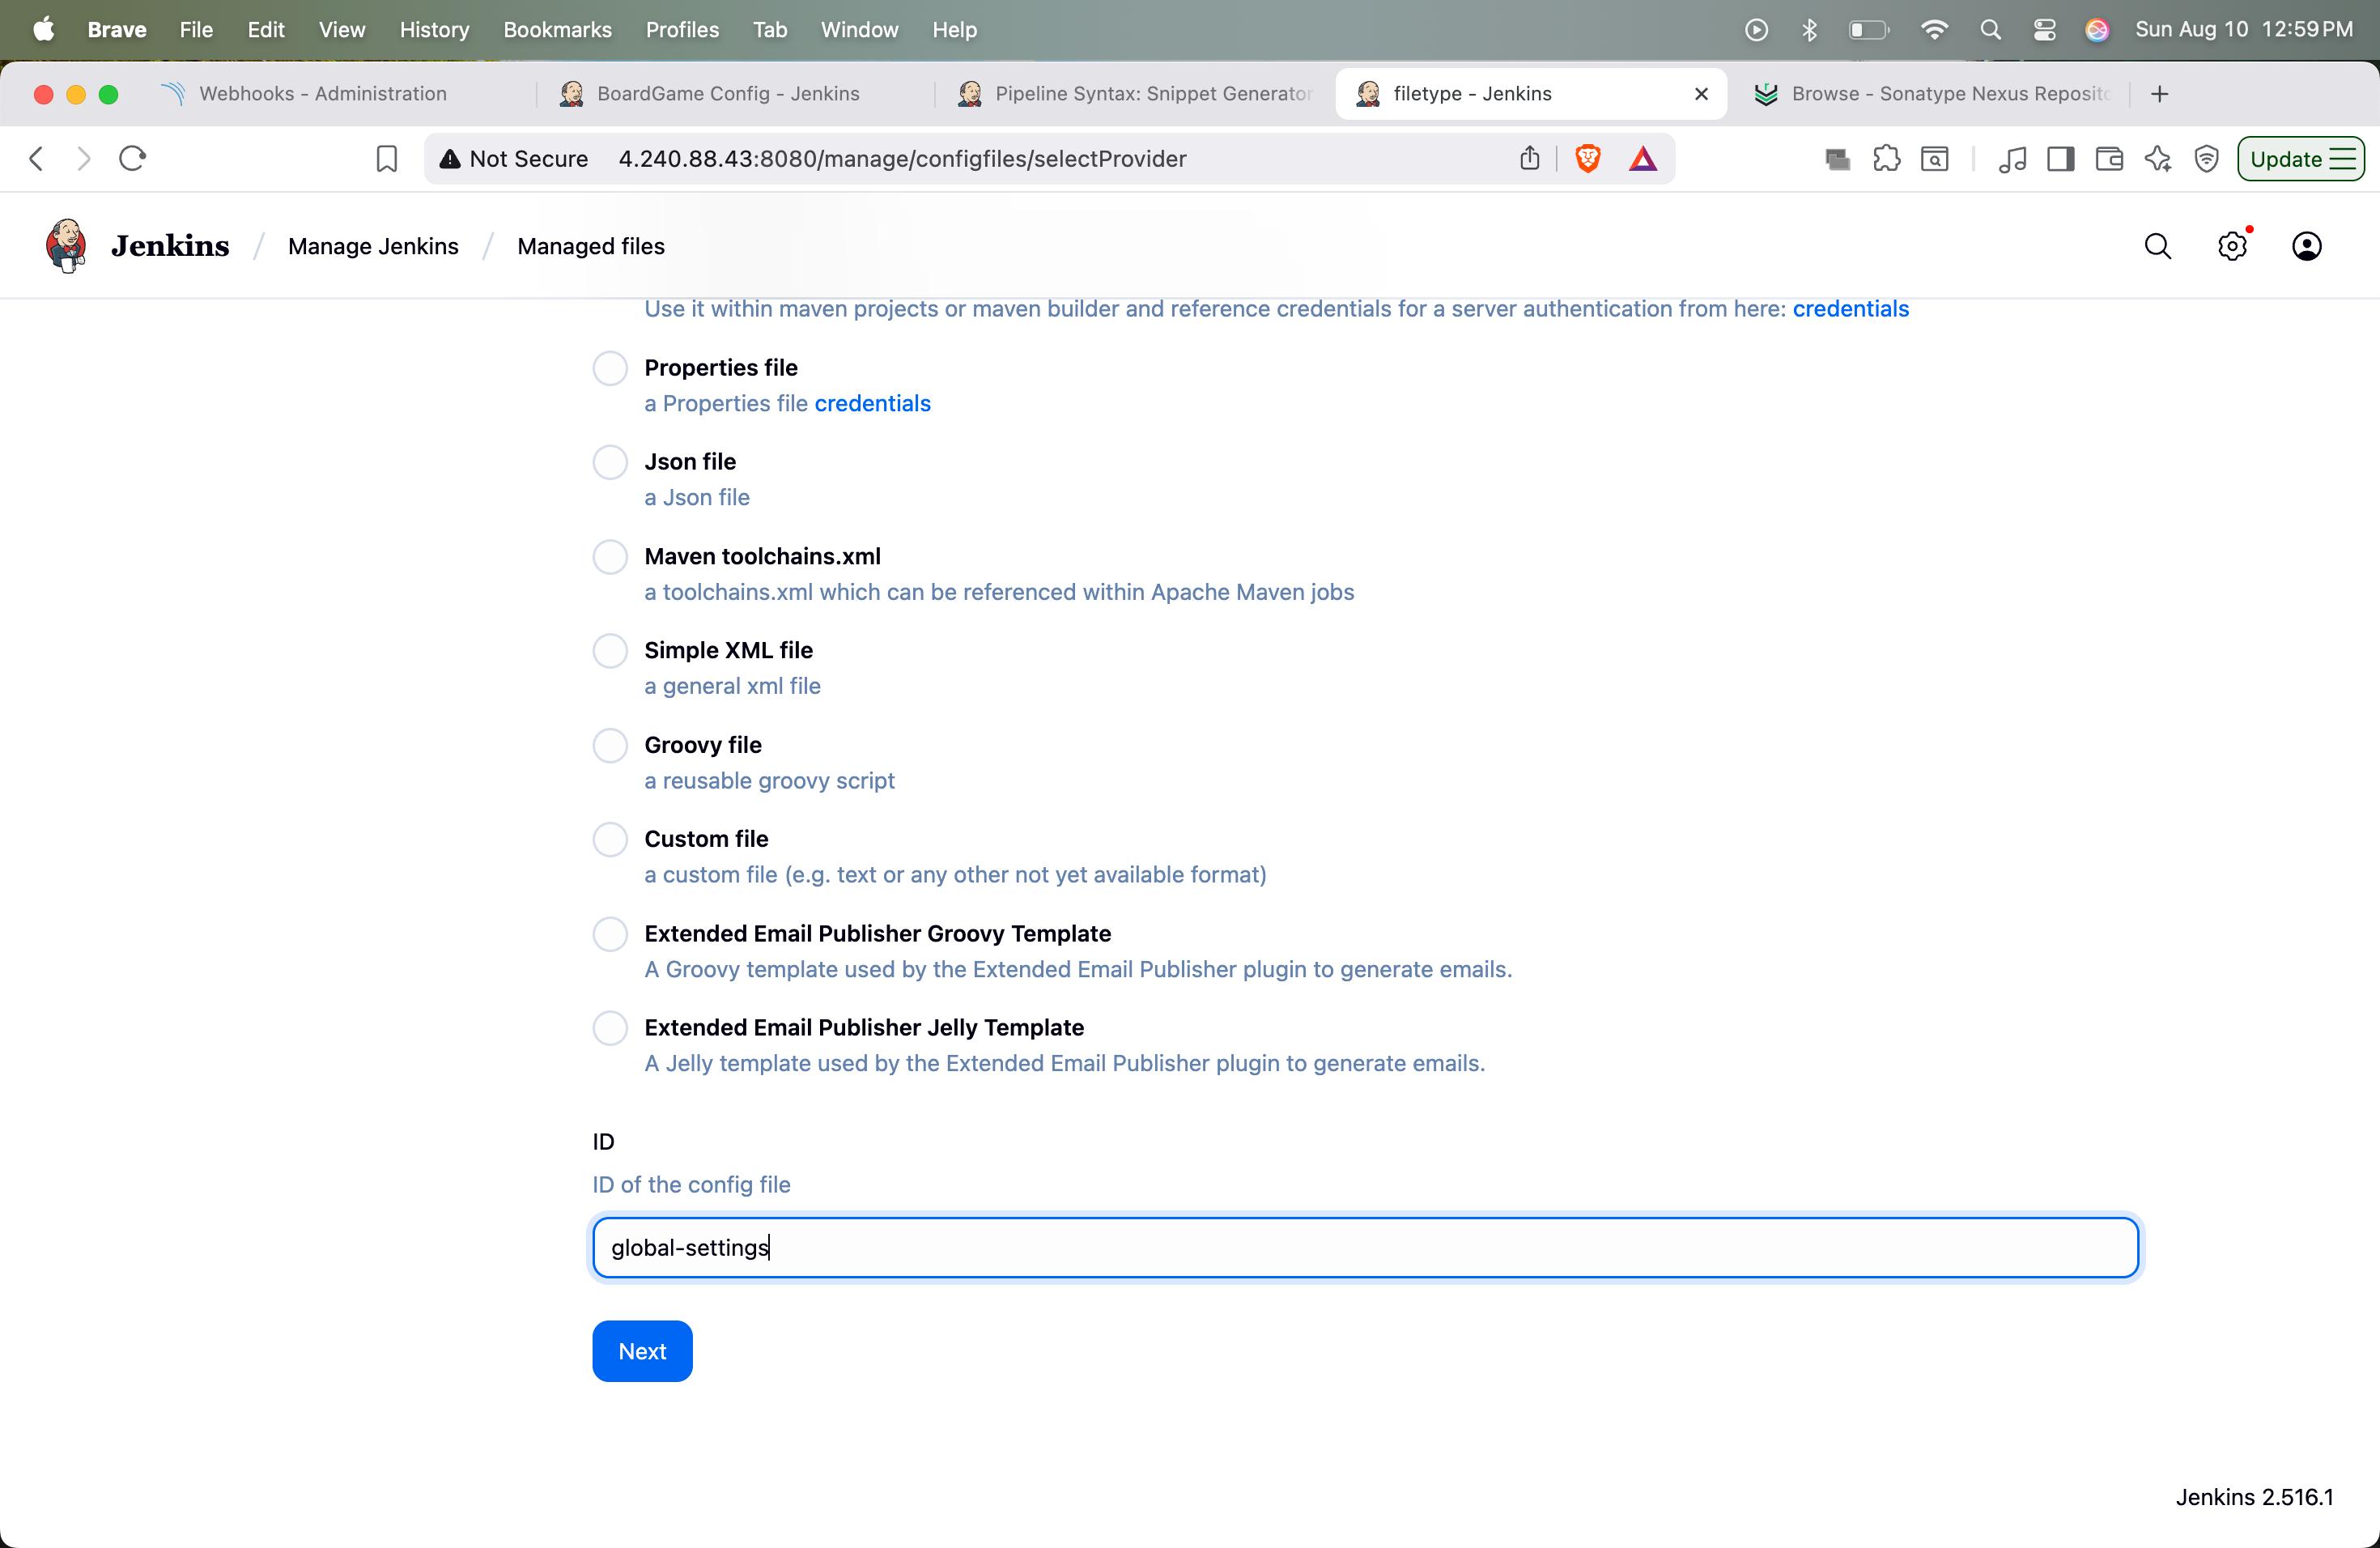 Brave File Edit View History Bookmarks Profiles Tab Window Help Sun Aug 10 12:59 PM
Webhooks - Administration BoardGame Config - Jenkins Pipeline Syntax: Snippet Generator filetype - Jenkins Browse - Sonatype Nexus Reposito
Not Secure 4.240.88.43:8080/manage/configfiles/selectProvider Update
Jenkins / Manage Jenkins / Managed files
Use it within maven projects or maven builder and reference credentials for a server authentication from here: credentials
Properties file
a Properties file credentials
Json file
a Json file
Maven toolchains.xml
a toolchains.xml which can be referenced within Apache Maven jobs
Simple XML file
a general xml file
Groovy file
a reusable groovy script
Custom file
a custom file (e.g. text or any other not yet available format)
Extended Email Publisher Groovy Template
A Groovy template used by the Extended Email Publisher plugin to generate emails.
Extended Email Publisher Jelly Template
A Jelly template used by the Extended Email Publisher plugin to generate emails.
ID
ID of the config file
global-settings
Next
Jenkins 2.516.1